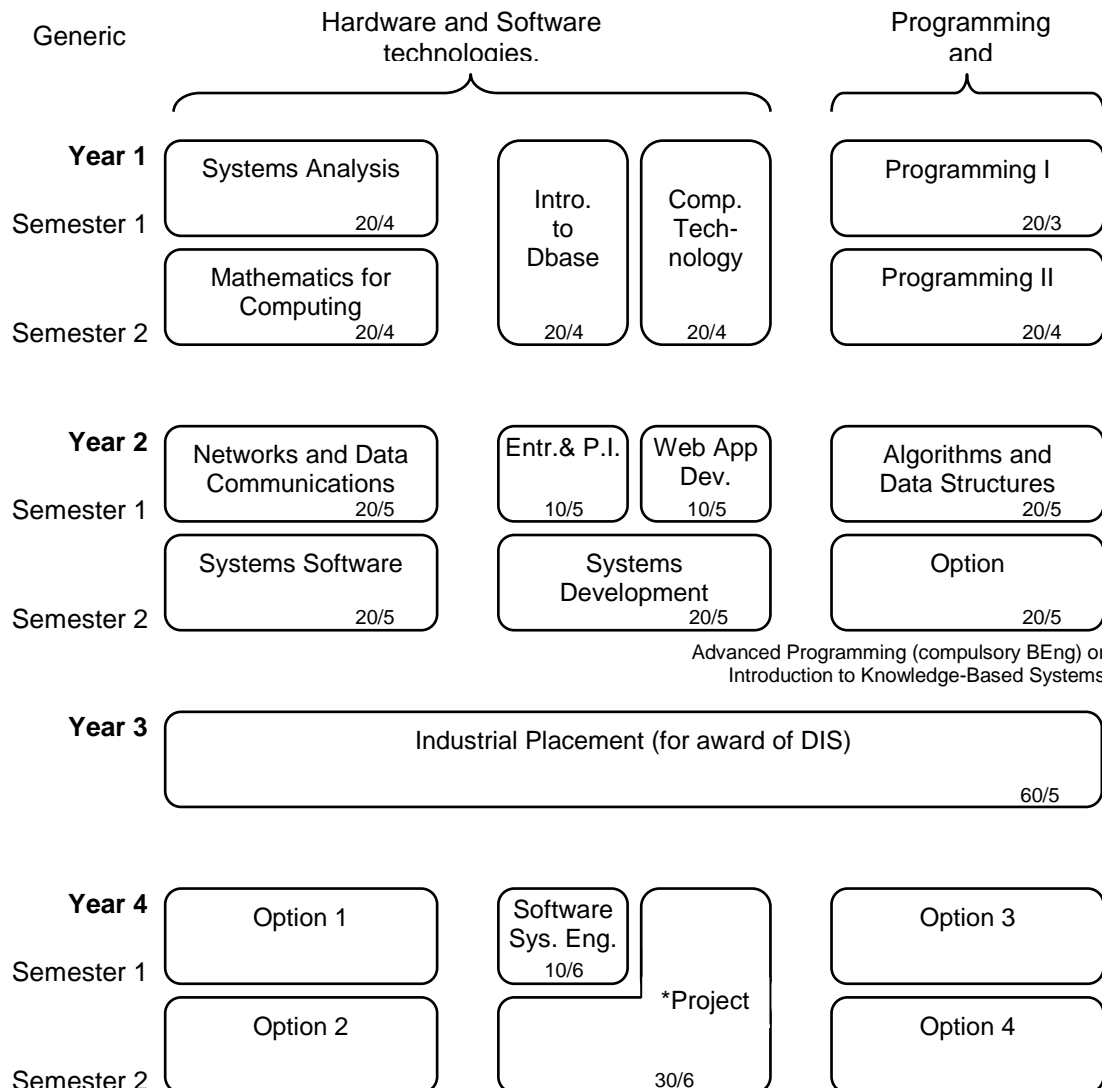 Generic
Hardware and Software
technologies.
Programming
and
Year 1
Semester 1
Systems Analysis
20/4
Intro.
to
Dbase
20/4
Comp.
Tech-
nology
20/4
Programming I
20/3
Semester 2
Mathematics for
Computing
20/4
Programming II
20/4
Year 2
Semester 1
Networks and Data
Communications
20/5
Entr.& P.I.
10/5
Web App
Dev.
10/5
Algorithms and
Data Structures
20/5
Semester 2
Systems Software
20/5
Systems
Development
20/5
Option
20/5
Advanced Programming (compulsory BEng) or
Introduction to Knowledge-Based Systems
Year 3
Industrial Placement (for award of DIS)
60/5
Year 4
Semester 1
Option 1
Software
Sys. Eng.
10/6
*Project
30/6
Option 3
Semester 2
Option 2
Option 4